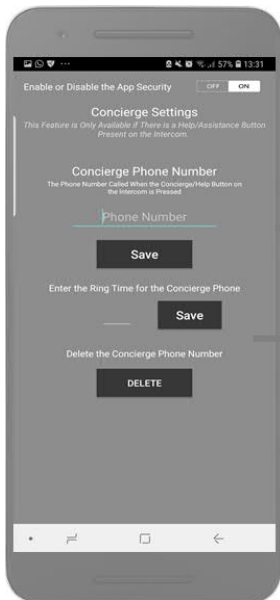 57% 13:31
Enable or Disable the App Security OFF ON
Concierge Settings
This Feature is Only Available if There is a Help/Assistance Button
Present on the Intercom.
Concierge Phone Number
The Phone Number Called When the Concierge/Help Button on
the Intercom is Pressed
Phone Number
Save
Enter the Ring Time for the Concierge Phone
Save
Delete the Concierge Phone Number
DELETE